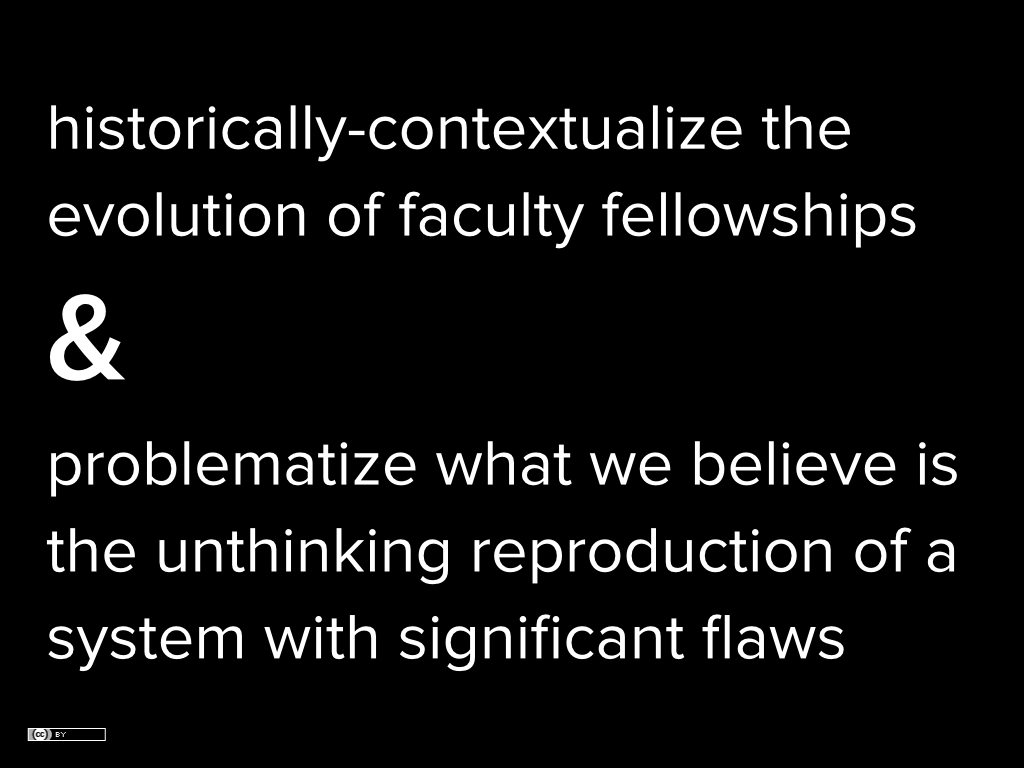 historically-contextualize the
evolution of faculty fellowships
&
problematize what we believe is
the unthinking reproduction of a
system with significant flaws
cc BY